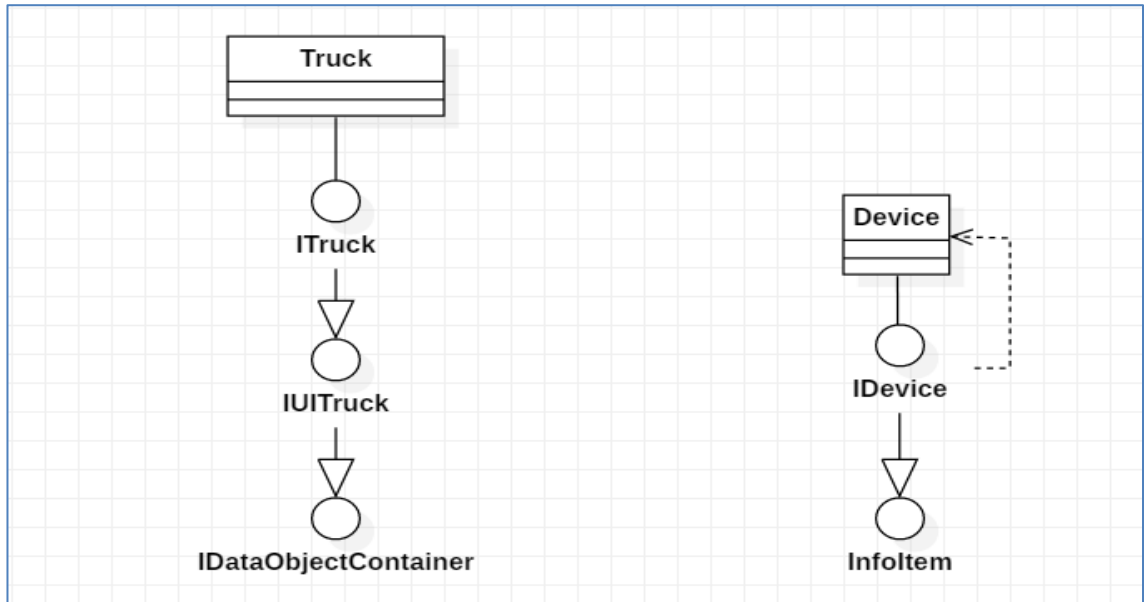 Truck
ITruck
IUITruck
IDataObjectContainer
Device
IDevice
InfoItem